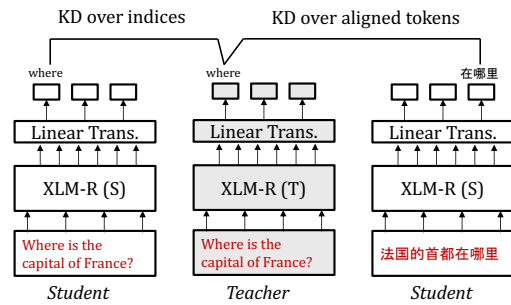 KD over indices
KD over aligned tokens
where
where
在哪里
Linear Trans.
Linear Trans.
Linear Trans.
XLM-R (S)
XLM-R (T)
XLM-R (S)
Where is the
capital of France?
Where is the
capital of France?
法国的首都在哪里
Student
Teacher
Student